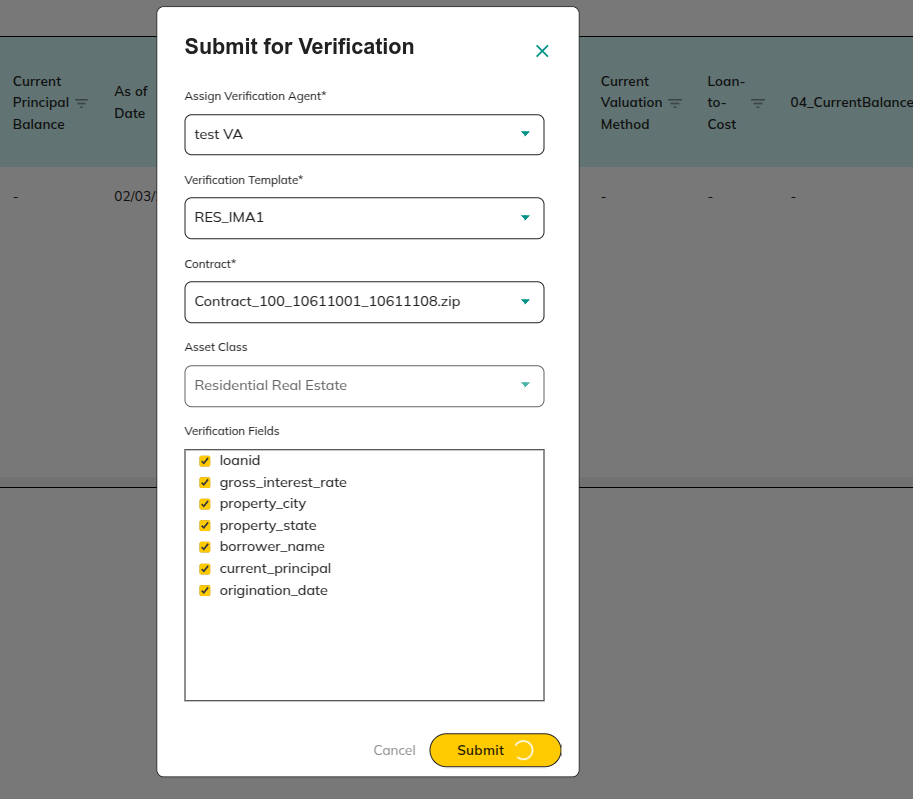 Submit for Verification
Assign Verification Agent*
test VA
Verification Template*
RES_IMA1
Contract*
Contract_100_10611001_10611108.zip
Asset Class
Residential Real Estate
Verification Fields
loanid
gross_interest_rate
property_city
property_state
borrower_name
current_principal
origination_date
Cancel
Submit
Current
Principal
Balance
As of
Date
Current
Valuation
Method
Loan-
to-
Cost
04_CurrentBalance
-
02/03/
-
-
-